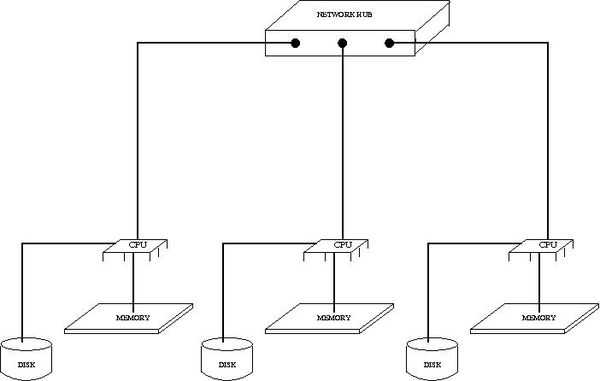 NETWORK HUB
CPU
CPU
CPU
MEMORY
MEMORY
MEMORY
DISK
DISK
DISK